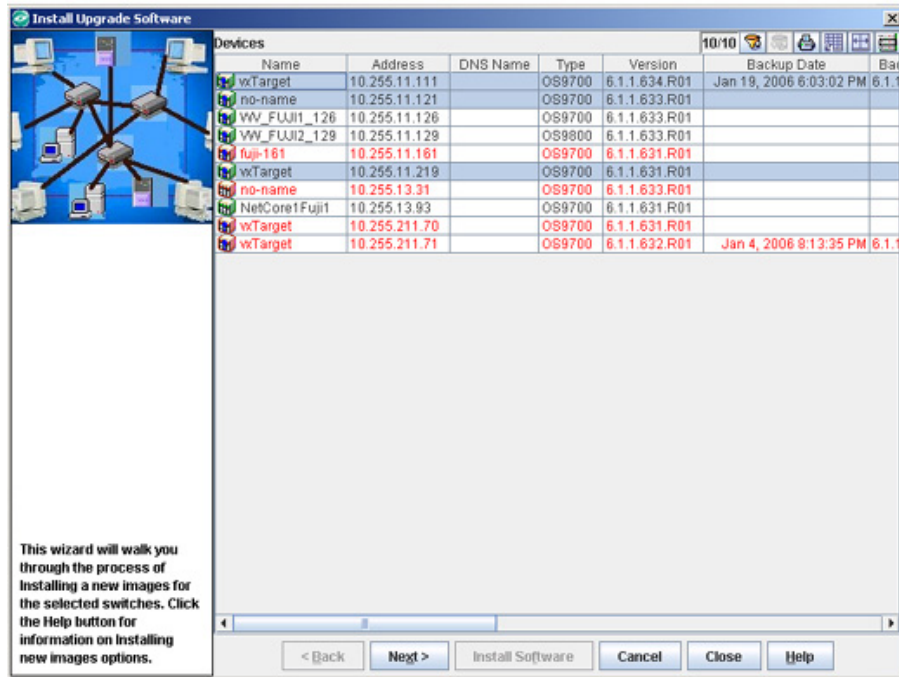 Install Upgrade Software
Devices 10/10
Name Address DNS Name Type Version Backup Date Bac
vxTarget 10.255.11.111 OS9700 6.1.1.634.R01 Jan 19, 2006 6:03:02 PM 6.1.1
no-name 10.255.11.121 OS9700 6.1.1.633.R01
VW_FUJI1_126 10.255.11.126 OS9700 6.1.1.633.R01
VW_FUJI2_129 10.255.11.129 OS9800 6.1.1.633.R01
fuji-161 10.255.11.161 OS9700 6.1.1.631.R01
vxTarget 10.255.11.219 OS9700 6.1.1.631.R01
no-name 10.255.13.31 OS9700 6.1.1.633.R01
NetCore1Fuji1 10.255.13.93 OS9700 6.1.1.631.R01
vxTarget 10.255.211.70 OS9700 6.1.1.631.R01
vxTarget 10.255.211.71 OS9700 6.1.1.632.R01 Jan 4, 2006 8:13:35 PM 6.1.1
This wizard will walk you
through the process of
Installing a new images for
the selected switches. Click
the Help button for
information on Installing
new images options.
< Back Next > Install Software Cancel Close Help